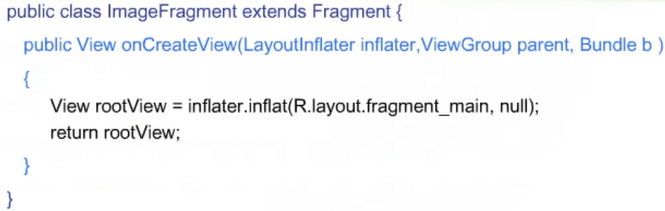 public class ImageFragment extends Fragment {
public View onCreateView(LayoutInflater inflater,ViewGroup parent, Bundle b )
{
View rootView = inflater.inflat(R.layout.fragment_main, null);
return rootView;
}
}